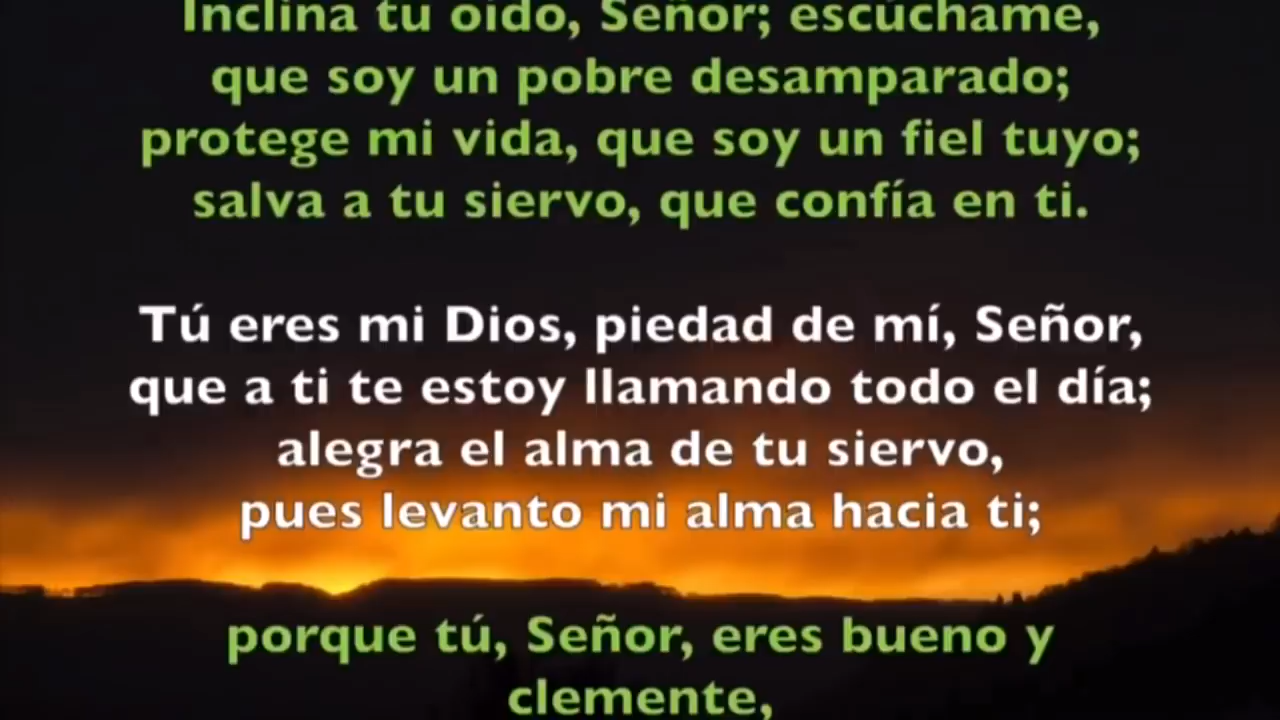 Inclina tu oído, Señor; escúchame,
que soy un pobre desamparado;
protege mi vida, que soy un fiel tuyo;
salva a tu siervo, que confía en ti.
Tú eres mi Dios, piedad de mí, Señor,
que a ti te estoy llamando todo el día;
alegra el alma de tu siervo,
pues levanto mi alma hacia ti;
porque tú, Señor, eres bueno y
clemente,